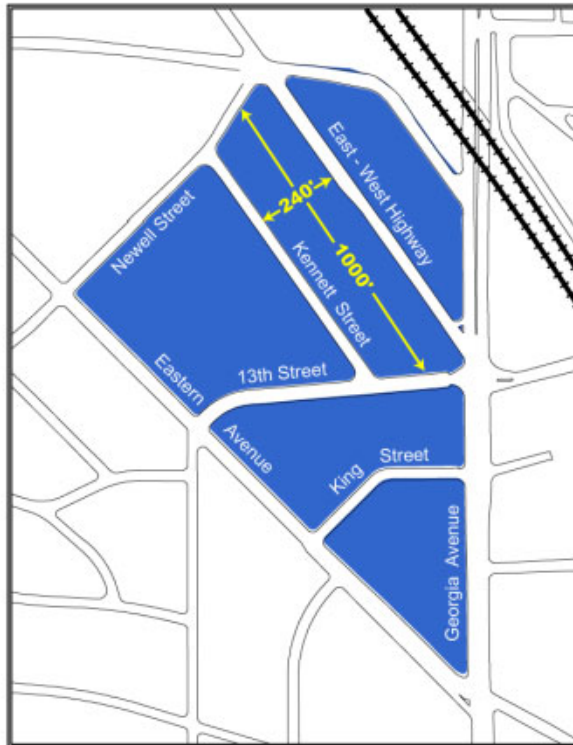 East - West Highway
240'
Newell Street
1000'
Kennett Street
13th Street
Eastern Avenue
King Street
Georgia Avenue